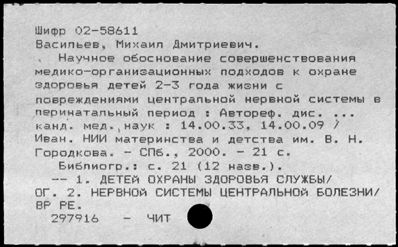 Шифр 02-58611
Васильев, Михаил Дмитриевич.
Научное обоснование совершенствования
медико-организационных подходов к охране
здоровья детей 2-3 года жизни с
повреждениями центральной нервной системы в
перинатальный период : Автореф. дис. ...
канд. мед. наук : 14.00.33, 14.00.09 /
Иван. НИИ материнства и детства им. В. Н.
Городкова. - СПб., 2000. - 21 с.
Библиогр.: с. 21 (12 назв.).
-- 1. ДЕТЕЙ ОХРАНЫ ЗДОРОВЬЯ СЛУЖБЫ/
ОГ. 2. НЕРВНОЙ СИСТЕМЫ ЦЕНТРАЛЬНОЙ БОЛЕЗНИ/
ВР РЕ.
297916 - ЧИТ